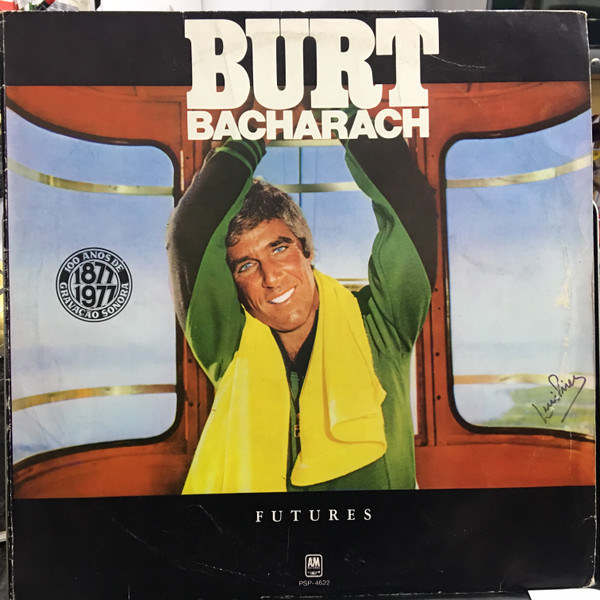 BURT
BACHARACH
100 ANOS DE
1877
1977
GRAVAÇÃO SONORA
FUTURES
A&M
PSP-4622